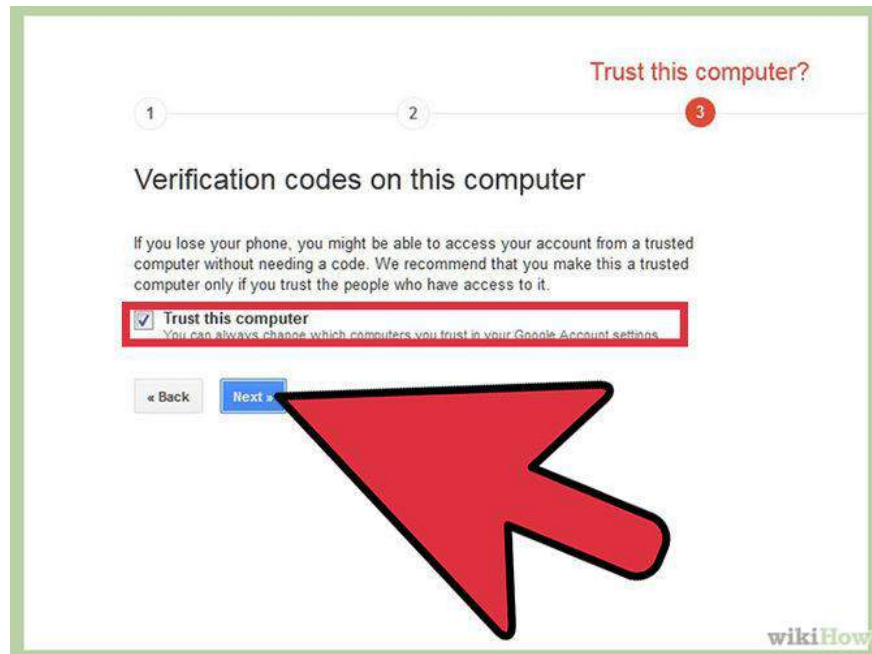 Trust this computer?
1 2 3
Verification codes on this computer
If you lose your phone, you might be able to access your account from a trusted
computer without needing a code. We recommend that you make this a trusted
computer only if you trust the people who have access to it.
Trust this computer
You can always change which computers you trust in your Google Account settings
« Back Next »
wikiHow